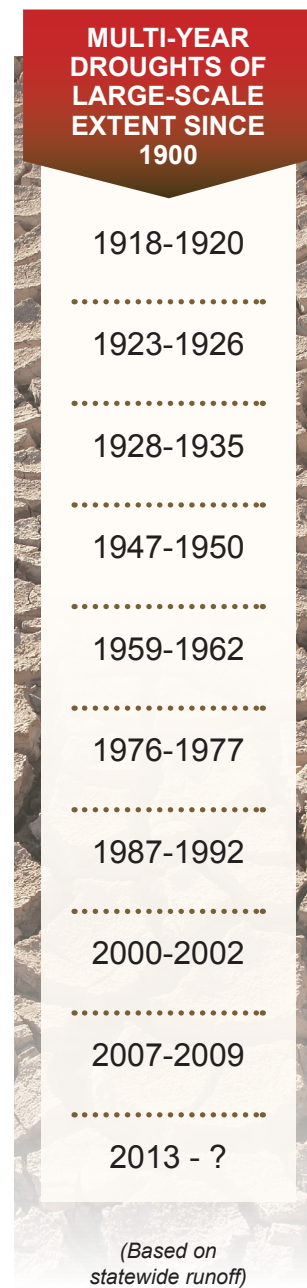 MULTI-YEAR
DROUGHTS OF
LARGE-SCALE
EXTENT SINCE
1900
1918-1920
1923-1926
1928-1935
1947-1950
1959-1962
1976-1977
1987-1992
2000-2002
2007-2009
2013 - ?
(Based on
statewide runoff)